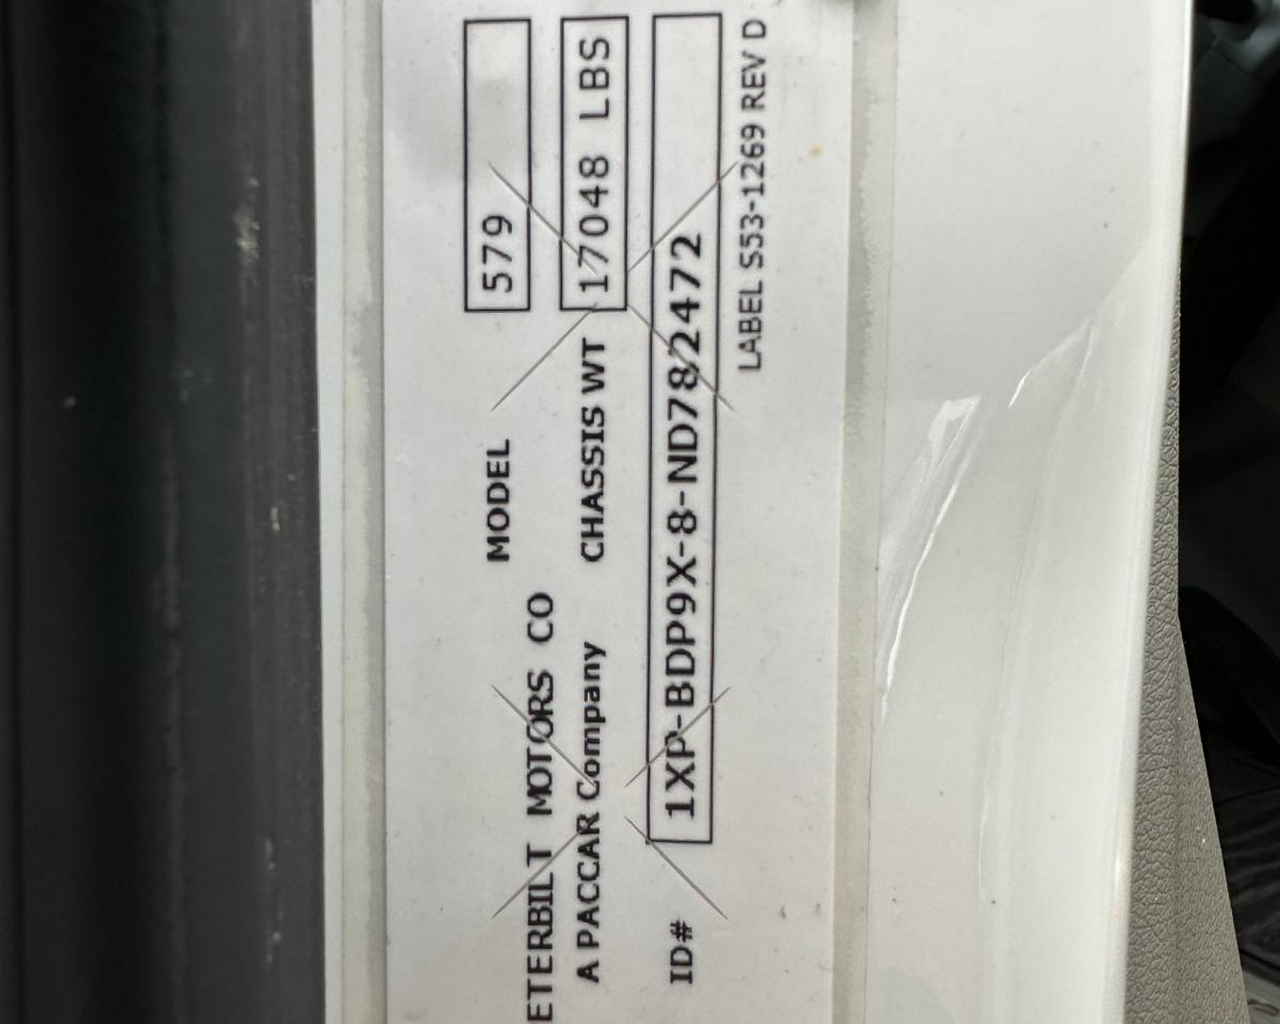 MODEL 579
ETERBILT MOTORS CO
A PACCAR Company CHASSIS WT 17048 LBS
ID# 1XP-BDP9X-8-ND782472
LABEL S53-1269 REV D